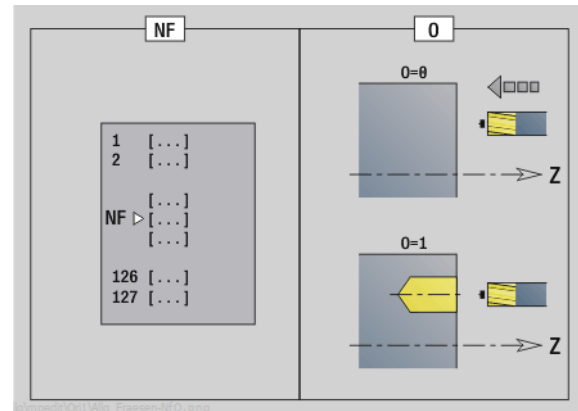 NF
1 [...]
2 [...]
[...]
NF [...]
[...]
126 [...]
127 [...]
O
O=0
Z
O=1
Z